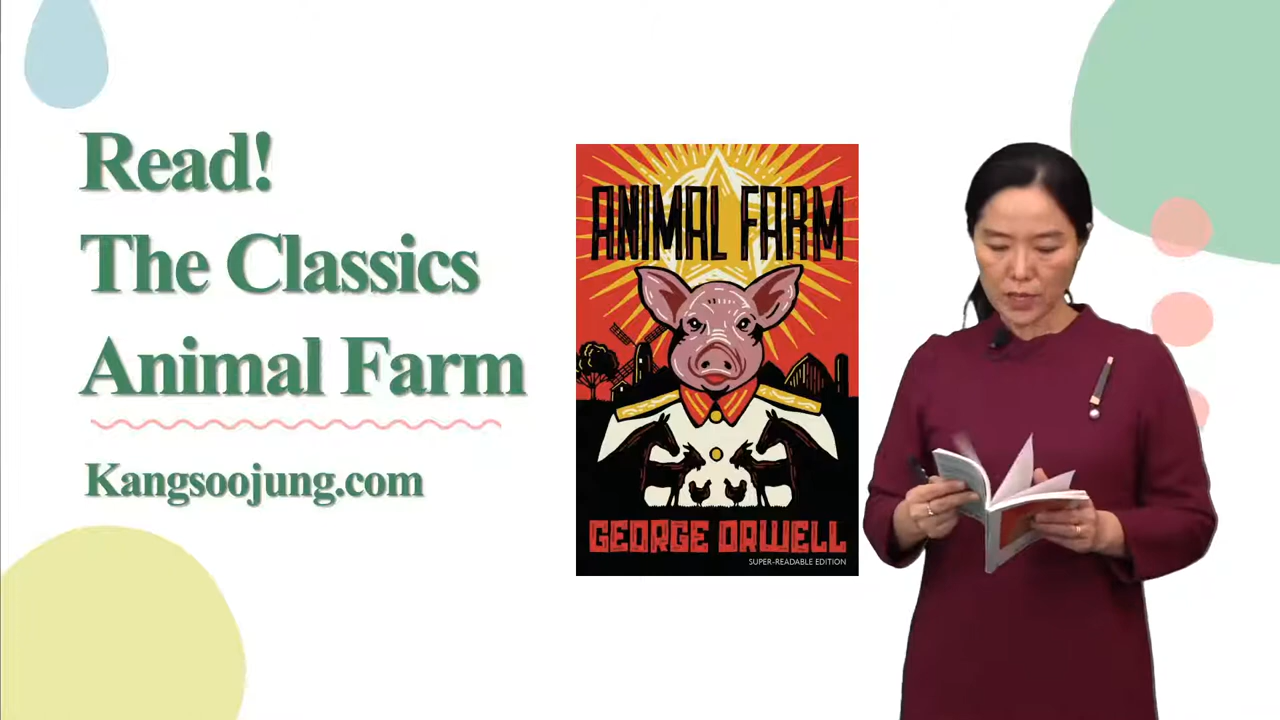 Read!
The Classics
Animal Farm
Kangsoojung.com
ANIMAL FARM
GEORGE ORWELL
SUPER-READABLE EDITION